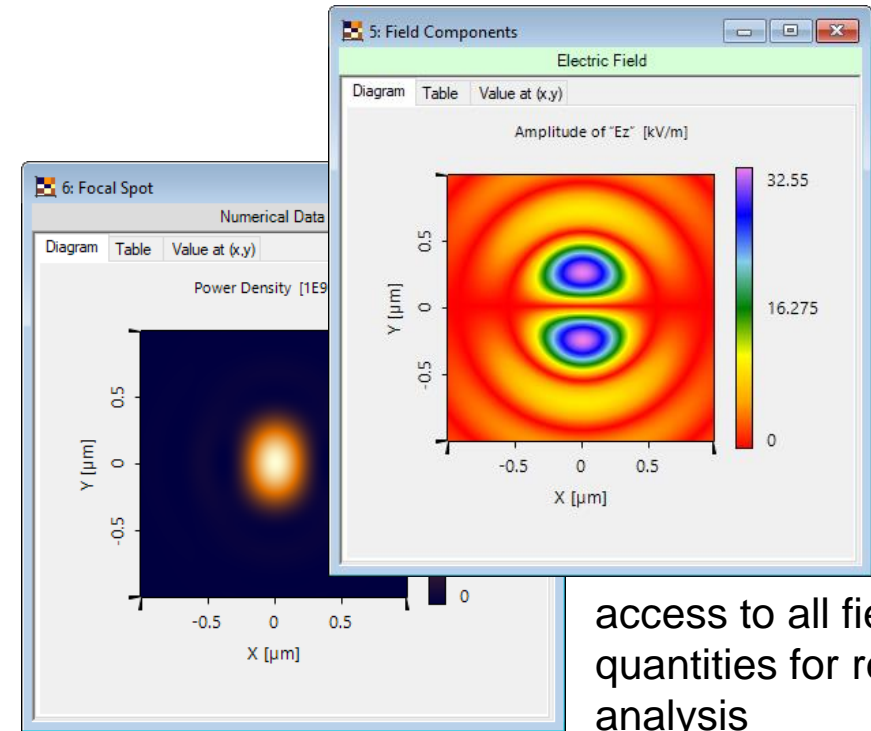 5: Field Components
Electric Field
Diagram Table Value at (x,y)
Amplitude of "Ez" [kV/m]
32.55
16.275
0
0.5
0
-0.5
Y [µm]
-0.5 0 0.5
X [µm]
6: Focal Spot
Numerical Data
Diagram Table Value at (x,y)
Power Density [1E9
0.5
0
-0.5
Y [µm]
0
-0.5 0 0.5
X [µm]
access to all
quantities for
analysis